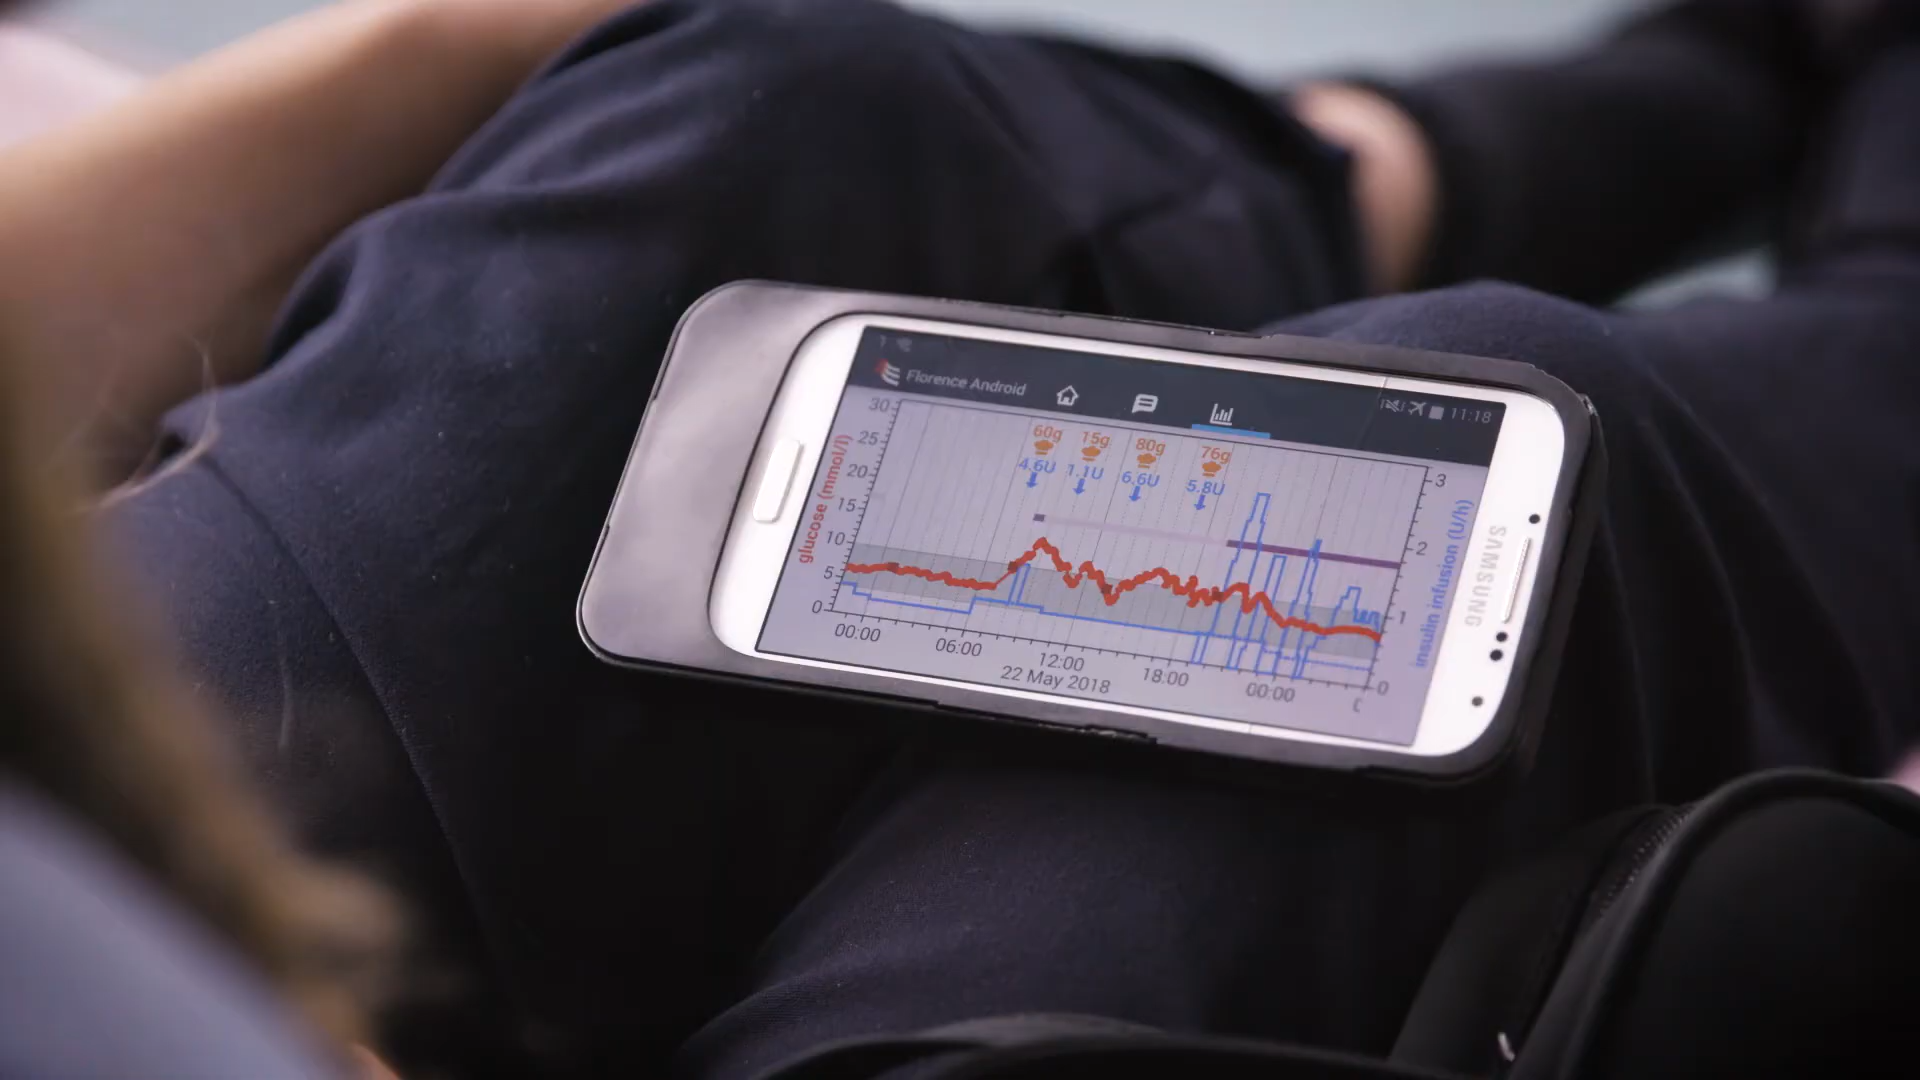 Florence Android
11:18
60g 15g 80g 76g
4.6U 1.1U 6.6U 5.8U
glucose (mmol/l)
30
25
20
15
10
5
0
3
2
1
0
insulin infusion (U/h)
00:00 06:00 12:00 18:00 00:00
22 May 2018
SAMSUNG